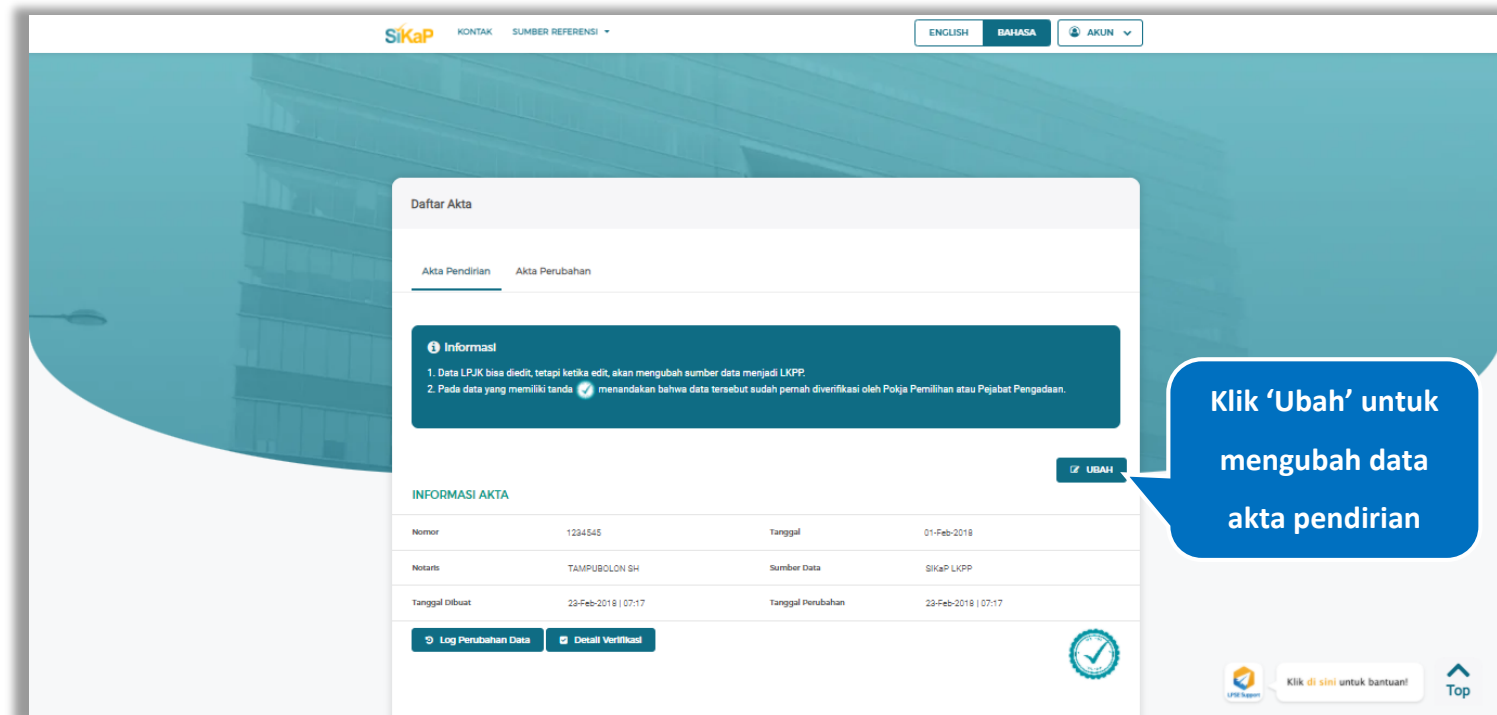 SiKaP KONTAK SUMBER REFERENSI ENGLISH BAHASA AKUN
Daftar Akta
Akta Pendirian Akta Perubahan
Informasi
1. Data LPJK bisa diedit, tetapi ketika edit, akan mengubah sumber data menjadi LKPP.
2. Pada data yang memiliki tanda menandakan bahwa data tersebut sudah pernah diverifikasi oleh Pokja Pemilihan atau Pejabat Pengadaan.
Klik ‘Ubah’ untuk
mengubah data
akta pendirian
UBAH
INFORMASI AKTA
Nomor 1234545 Tanggal 01-Feb-2018
Notaris TAMPUBOLON SH Sumber Data SIKaP LKPP
Tanggal Dibuat 23-Feb-2018 | 07:17 Tanggal Perubahan 23-Feb-2018 | 07:17
Log Perubahan Data Detail Verifikasi
LPSE Support Klik di sini untuk bantuan! Top